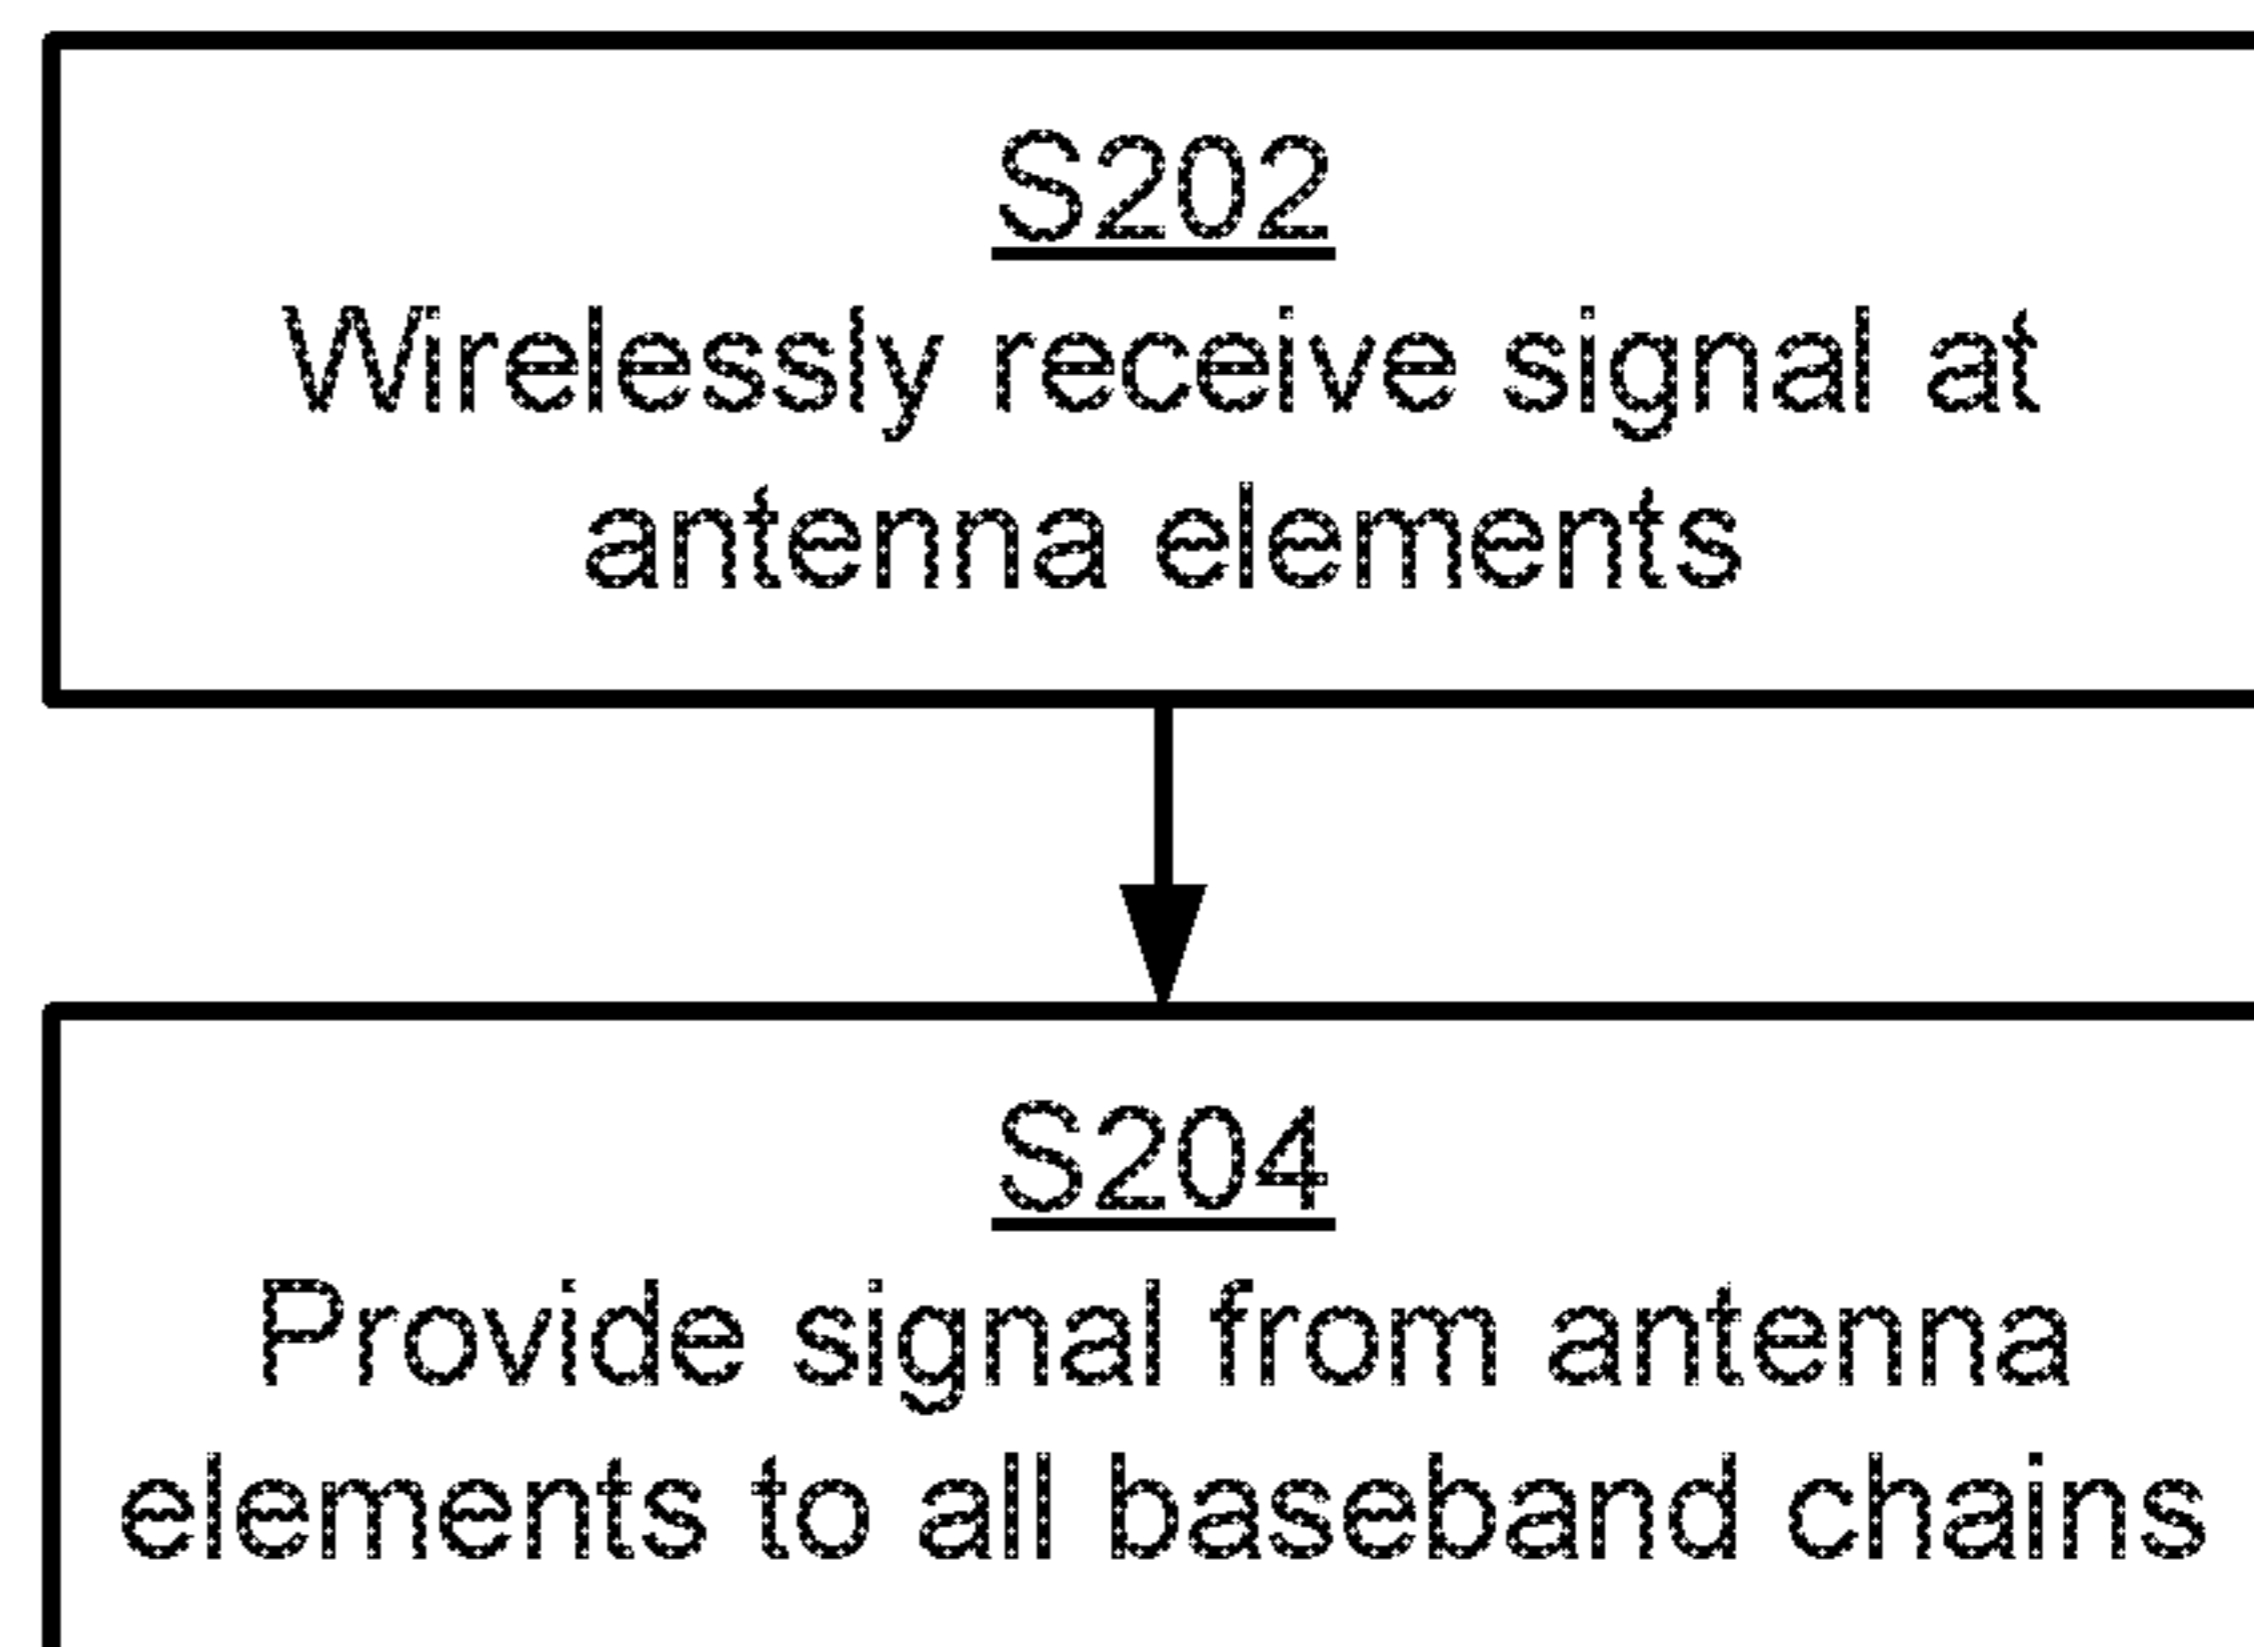 S202
Wirelessly receive signal at
antenna elements
S204
Provide signal from antenna
elements to all baseband chains